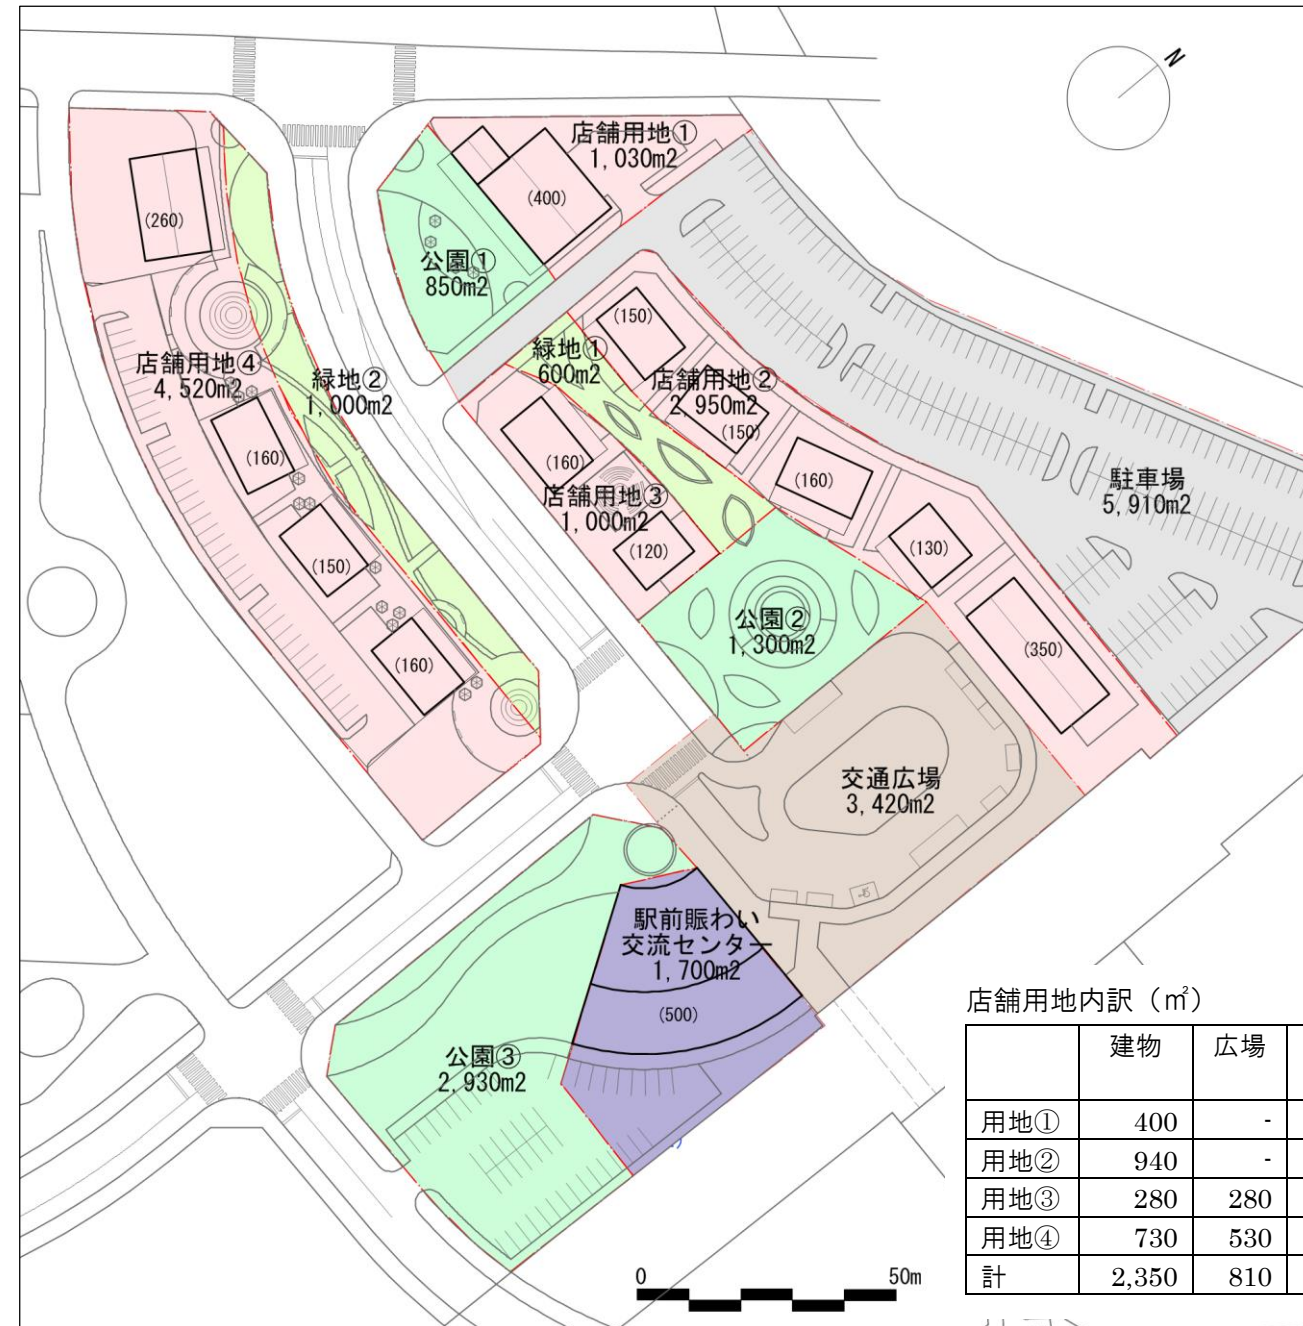 N
店舗用地①
1,030m2
(400)
(260)
公園①
850m2
(150)
緑地①
600m2
店舗用地②
2,950m2
(150)
店舗用地④
4,520m2
緑地②
1,000m2
(160)
(160)
(160)
店舗用地③
1,000m2
駐車場
5,910m2
(120)
(130)
(150)
公園②
1,300m2
(350)
(160)
交通広場
3,420m2
駅前賑わい
交流センター
1,700m2
(500)
公園③
2,930m2
0 50m
店舗用地内訳（㎡）
建物 広場
用地① 400 -
用地② 940 -
用地③ 280 280
用地④ 730 530
計 2,350 810